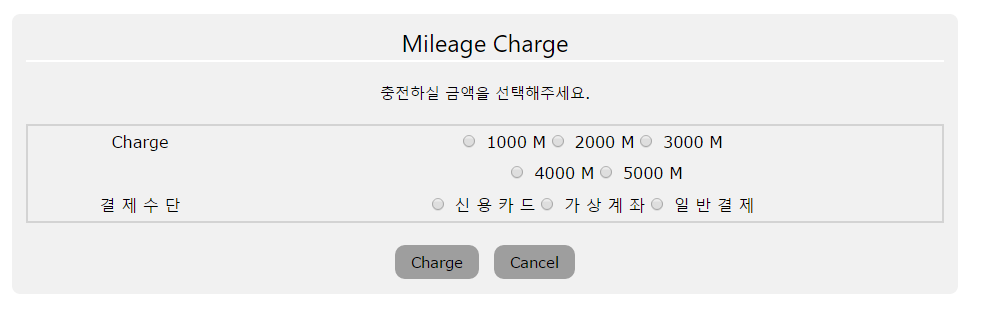 Mileage Charge
충전하실 금액을 선택해주세요.
Charge 1000 M 2000 M 3000 M
4000 M 5000 M
결 제 수 단 신 용 카 드 가 상 계 좌 일 반 결 제
Charge Cancel